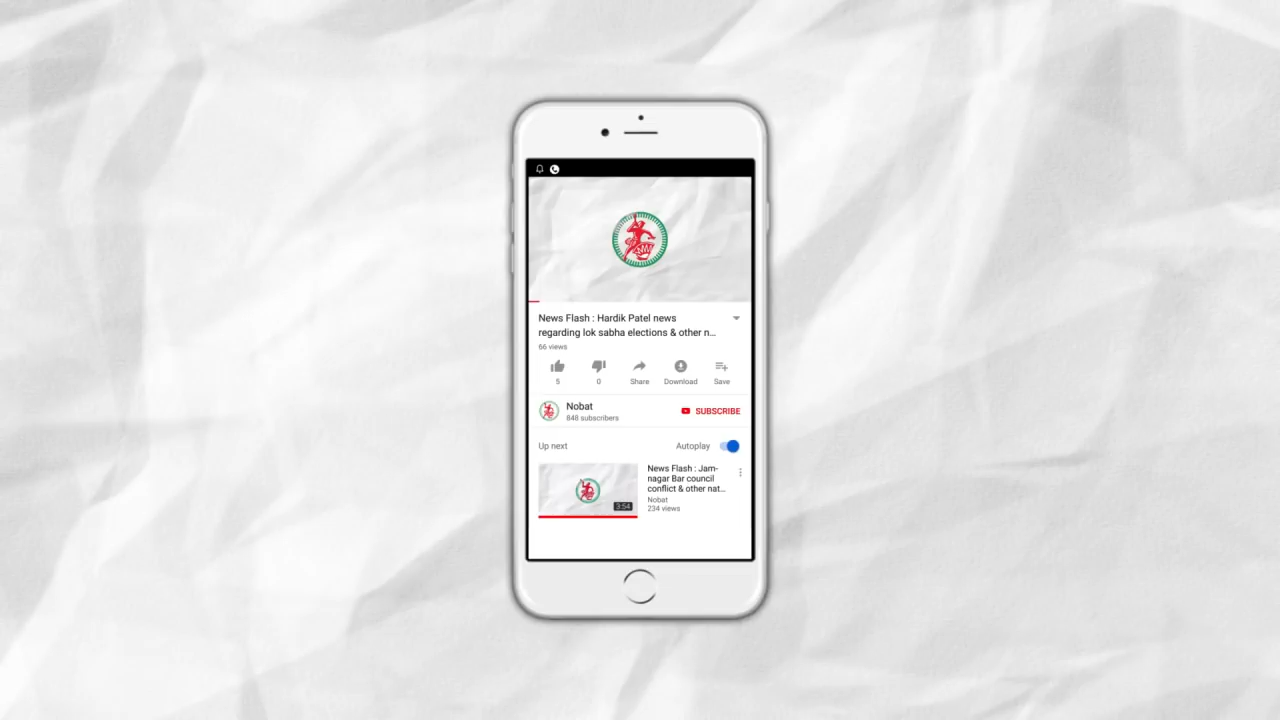 News Flash : Hardik Patel news
regarding lok sabha elections & other n...
66 views
5
0
Share
Download
Save
Nobat
848 subscribers
SUBSCRIBE
Up next
Autoplay
3:54
News Flash : Jam-
nagar Bar council
conflict & other nat...
Nobat
234 views